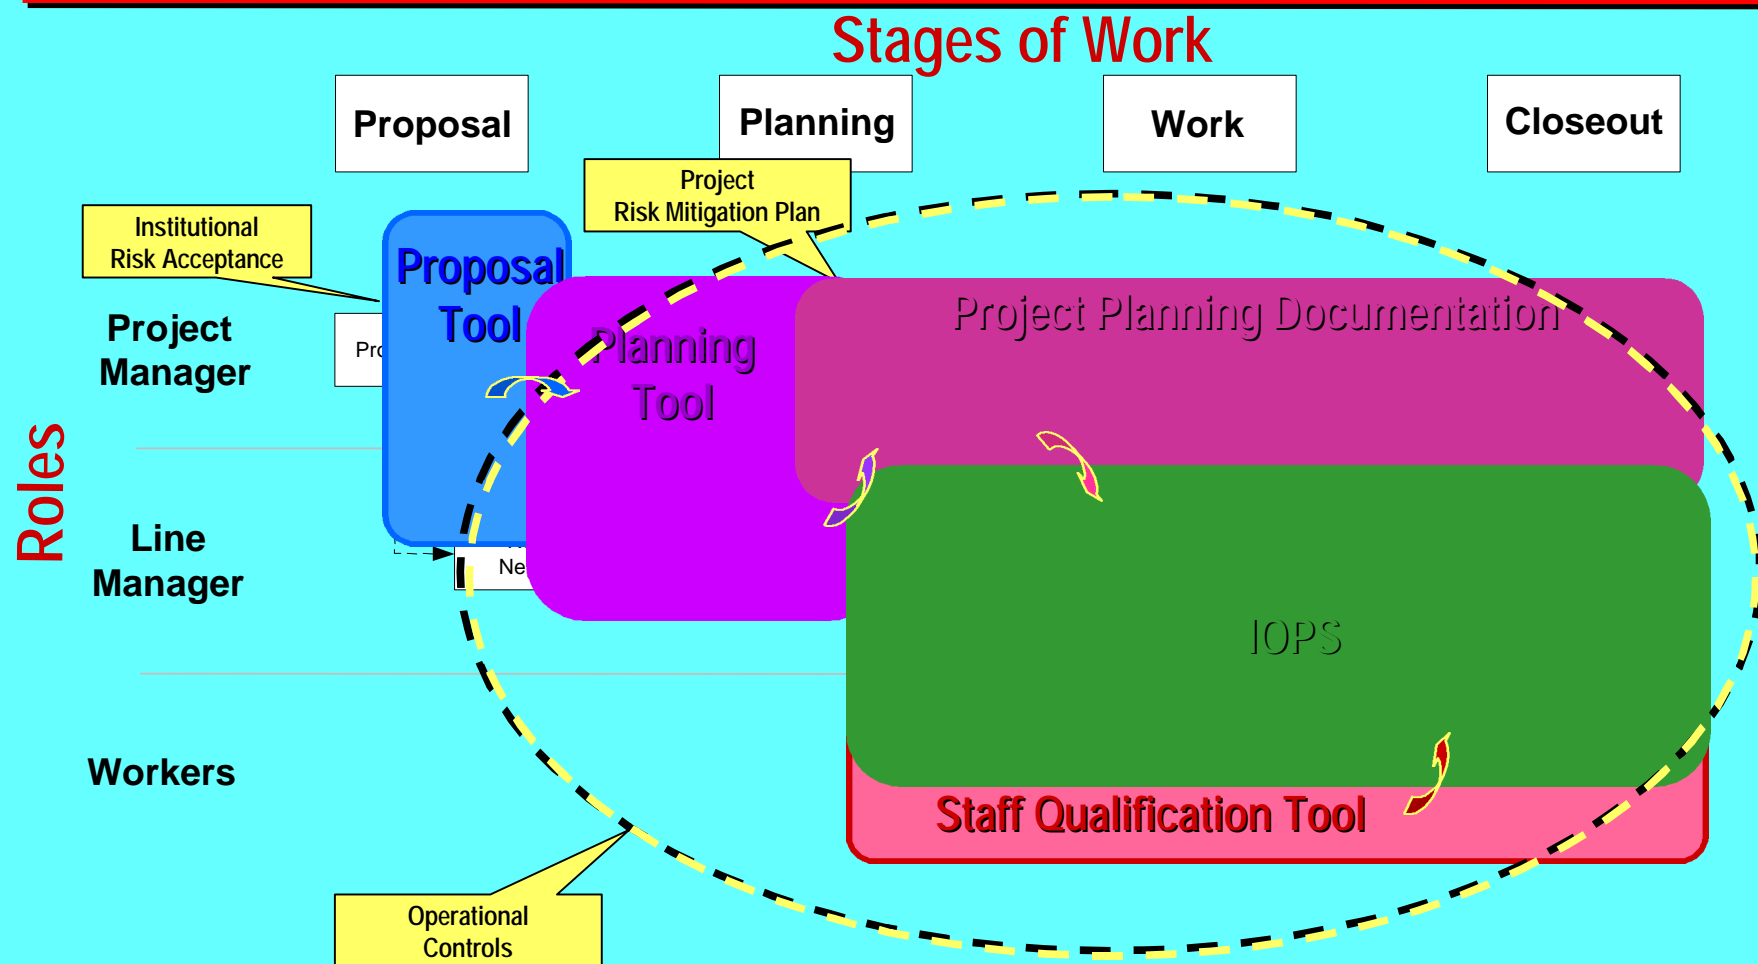 Stages of Work
Proposal
Planning
Work
Closeout
Project
Risk Mitigation Plan
Institutional
Risk Acceptance
Proposal
Tool
Project Planning Documentation
Project
Manager
Planning
Tool
Roles
Line
Manager
IOPS
Workers
Staff Qualification Tool
Operational
Controls